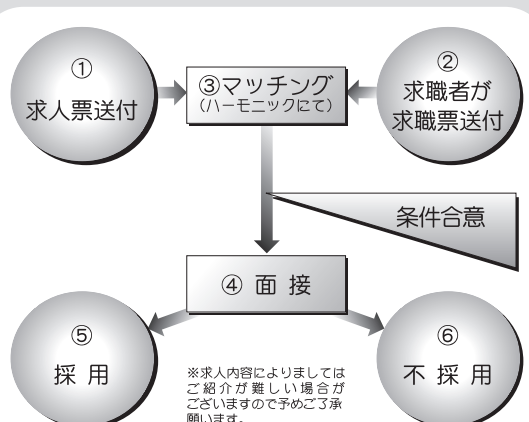 ①
求人票送付
③マッチング
（ハーモニックにて）
②
求職者が
求職票送付
条件合意
④ 面 接
⑤
採 用
⑥
不 採 用
※求人内容によりましては
ご紹介が難しい場合が
ございますので予めご了承
願います。